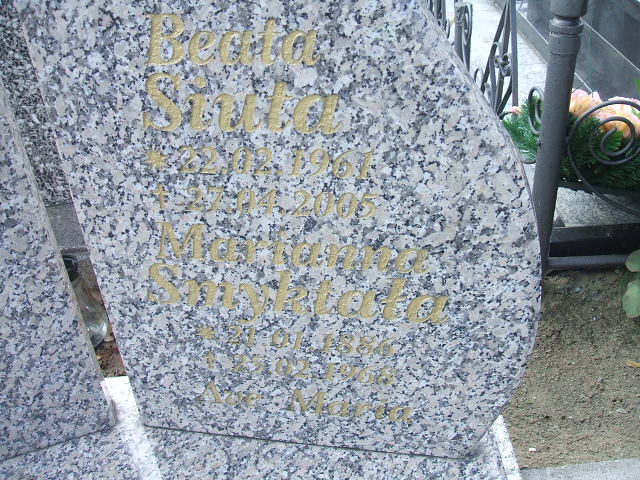 Beata
Siuta
* 22.02.1961
† 27.04.2005
Marianna
Smyktała
* 21 01 1886
† 25 02 1968
Ave Maria